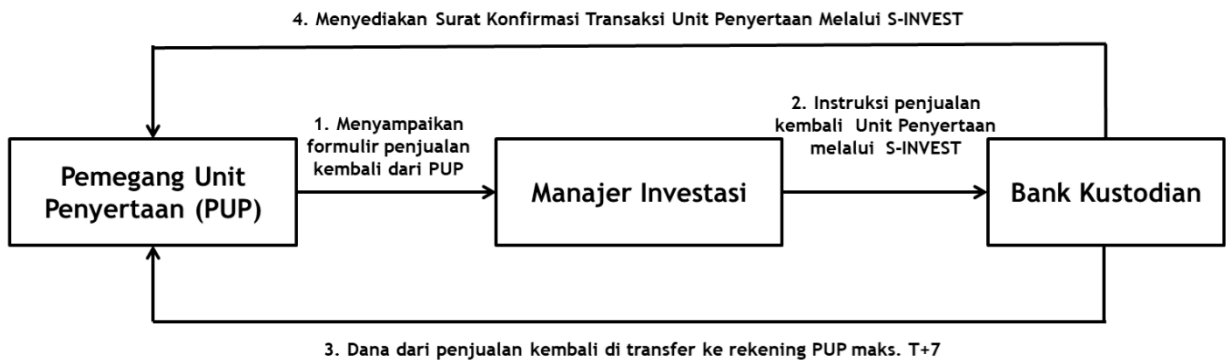 4. Menyediakan Surat Konfirmasi Transaksi Unit Penyertaan Melalui S-INVEST
1. Menyampaikan
formulir penjualan
kembali dari PUP
2. Instruksi penjualan
kembali Unit Penyertaan
melalui S-INVEST
Pemegang Unit
Penyertaan (PUP)
Manajer Investasi
Bank Kustodian
3. Dana dari penjualan kembali di transfer ke rekening PUP maks. T+7